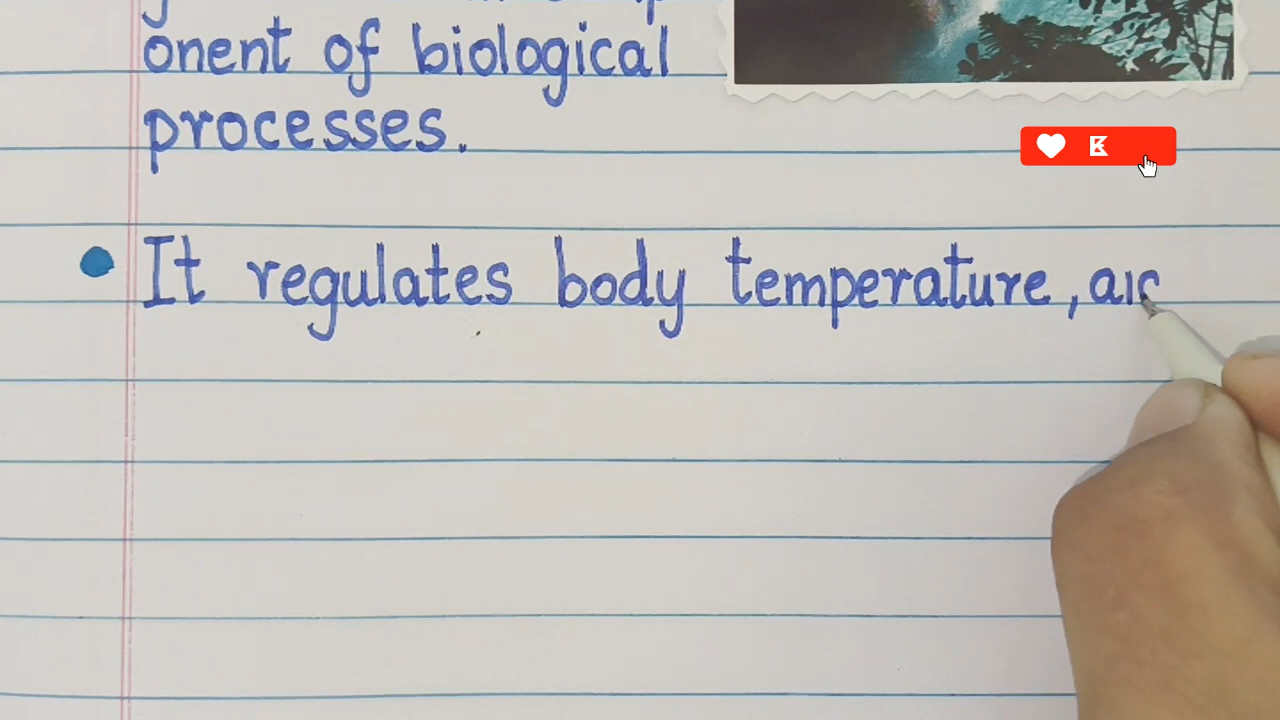 onent of biological
processes.
It regulates body temperature,